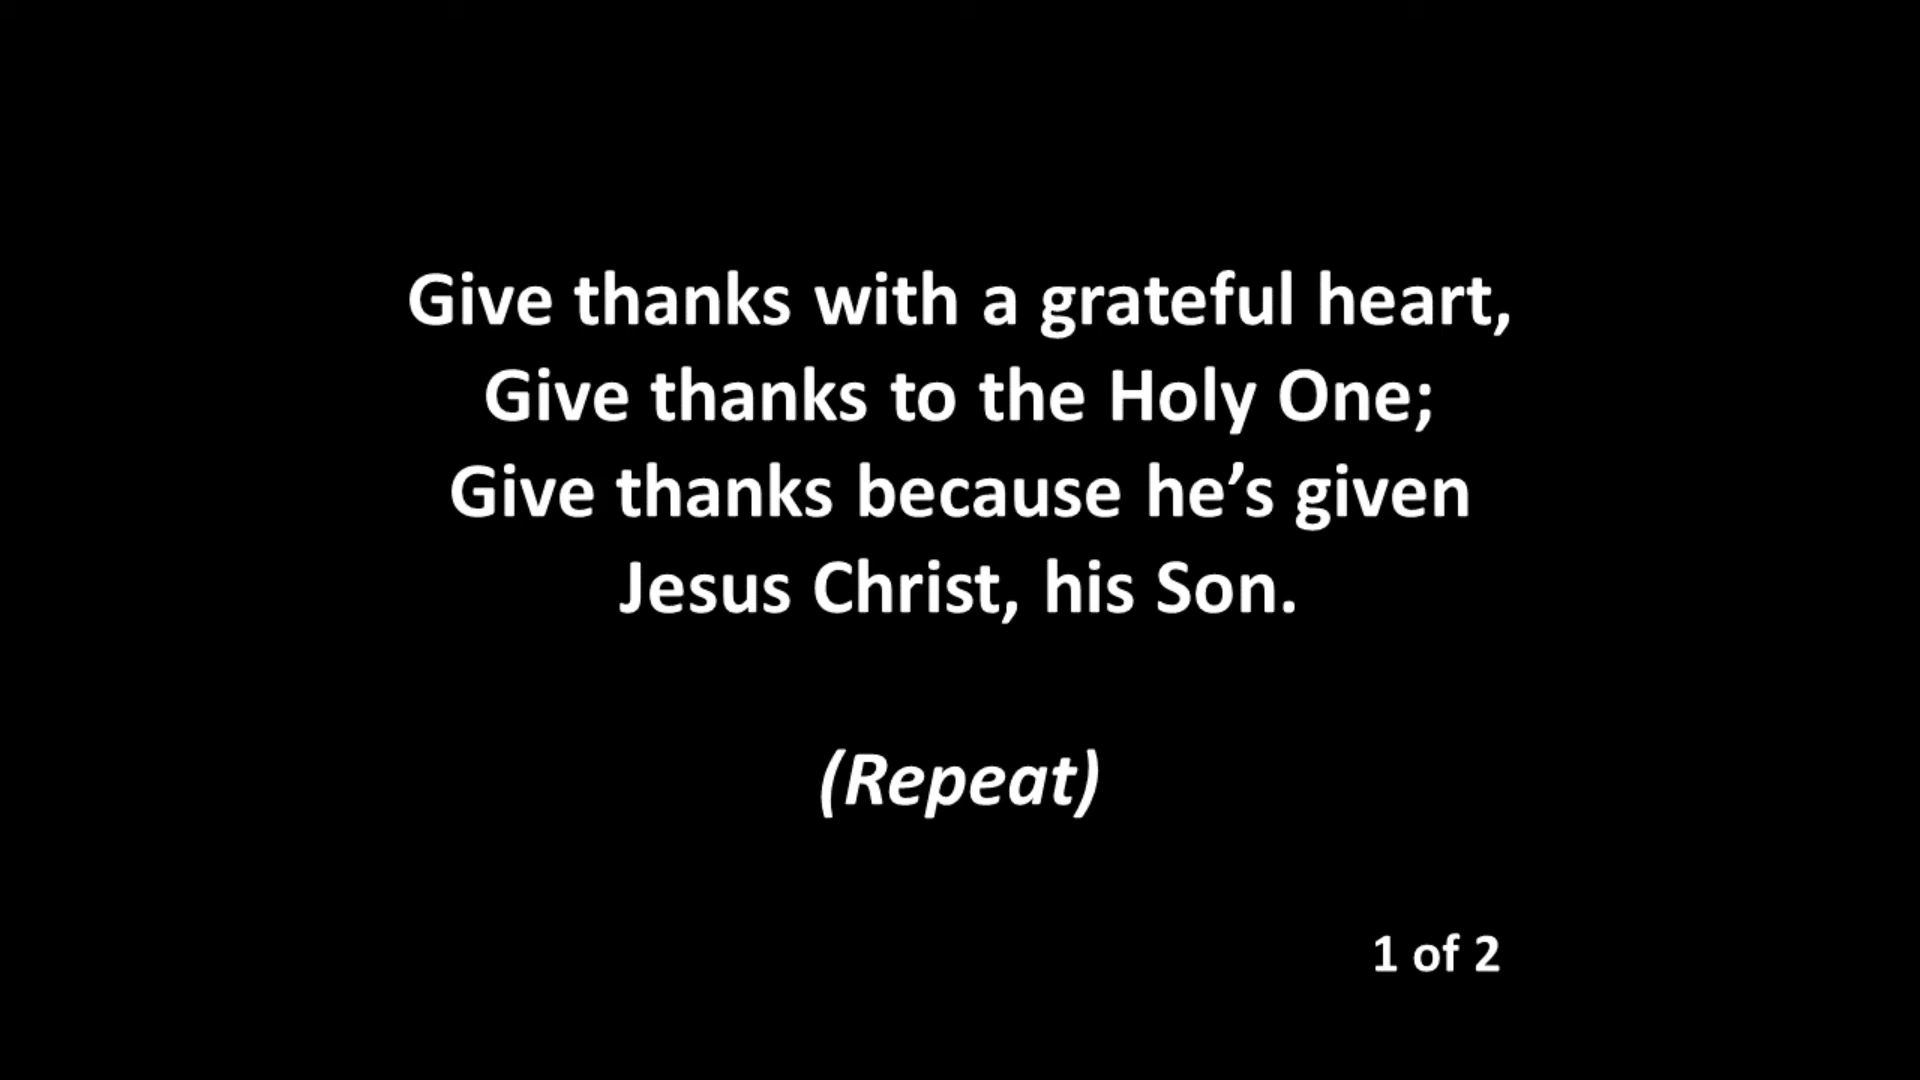 Give thanks with a grateful heart,
Give thanks to the Holy One;
Give thanks because he’s given
Jesus Christ, his Son.
(Repeat)
1 of 2